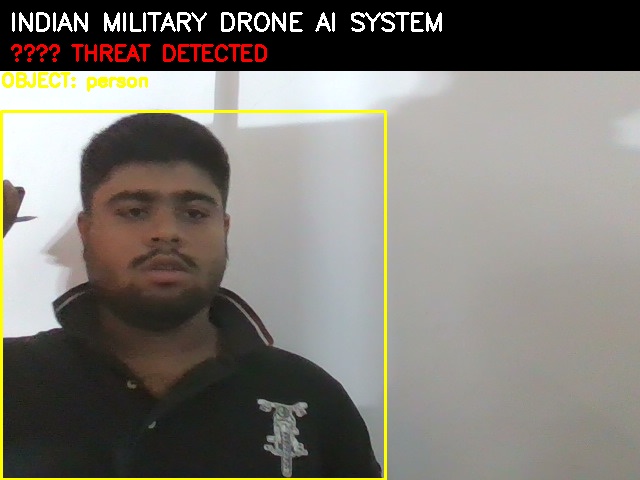 INDIAN MILITARY DRONE AI SYSTEM
???? THREAT DETECTED
OBJECT: person